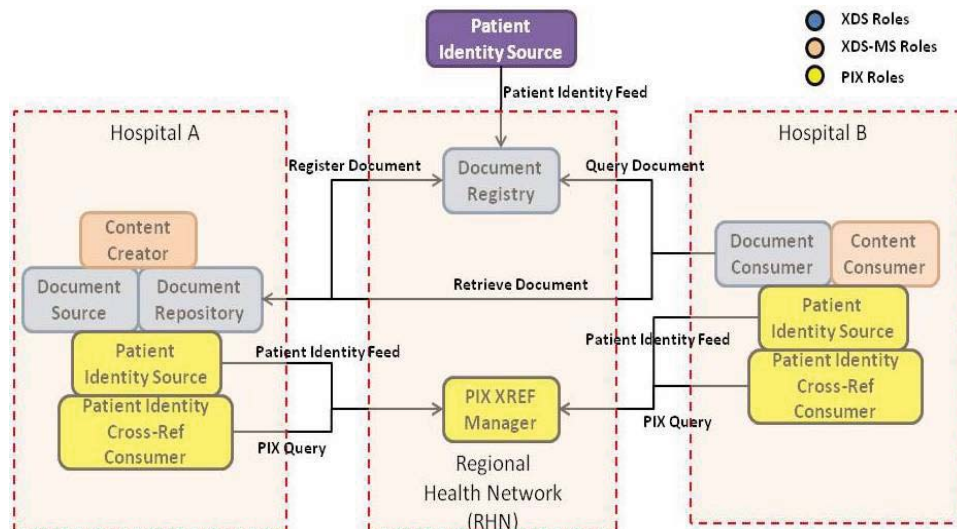 Patient
Identity Source
XDS Roles
XDS-MS Roles
PIX Roles
Patient Identity Feed
Hospital A
Hospital B
Register Document
Document
Registry
Query Document
Content
Creator
Document
Source
Document
Repository
Retrieve Document
Document
Consumer
Content
Consumer
Patient
Identity Source
Patient Identity Feed
Patient Identity
Cross-Ref
Consumer
PIX Query
PIX XREF
Manager
Patient Identity Feed
PIX Query
Patient
Identity Source
Patient Identity
Cross-Ref
Consumer
Regional
Health Network
(RHN)